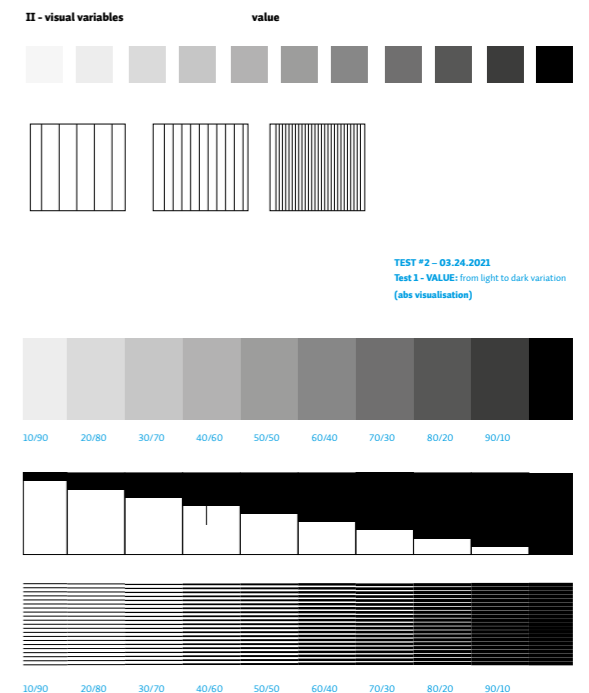 II - visual variables value
TEST #2 – 03.24.2021
Test 1 - VALUE: from light to dark variation
(abs visualisation)
10/90 20/80 30/70 40/60 50/50 60/40 70/30 80/20 90/10
10/90 20/80 30/70 40/60 50/50 60/40 70/30 80/20 90/10